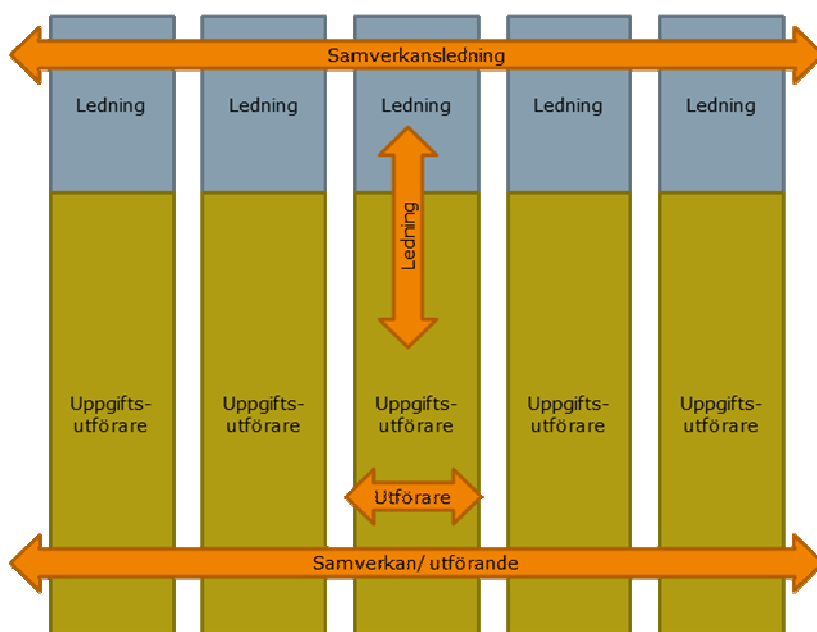 Samverkansledning
Ledning Ledning Ledning Ledning Ledning
Ledning
Uppgifts- Uppgifts- Uppgifts- Uppgifts- Uppgifts-
utförare utförare utförare utförare utförare
Utförare
Samverkan/ utförande